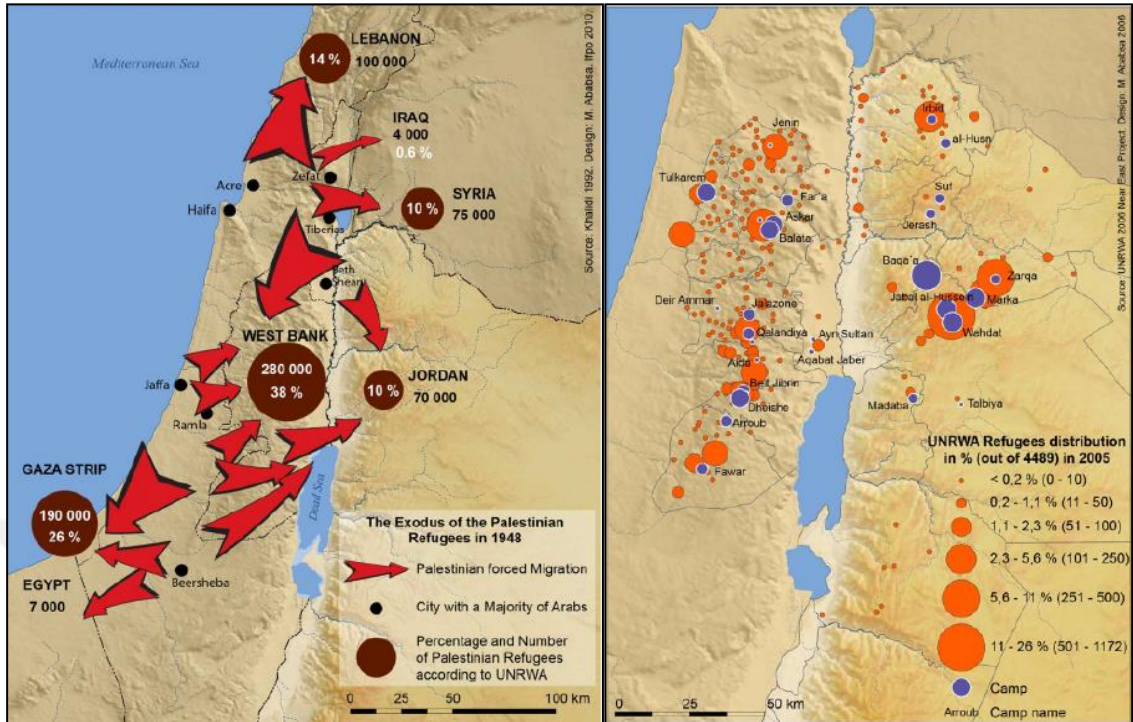 LEBANON
14 %
100 000
Mediterranean Sea
IRAQ
4 000
0.6 %
Zefat
Acre
SYRIA
10 %
75 000
Haifa
Tiberias
Beth
Shearn
WEST BANK
280 000
38 %
Jaffa
Ramla
JORDAN
10 %
70 000
GAZA STRIP
190 000
26 %
Dead Sea
EGYPT
7 000
Beersheba
The Exodus of the Palestinian
Refugees in 1948
Palestinian forced Migration
City with a Majority of Arabs
Percentage and Number
of Palestinian Refugees
according to UNRWA
0 25 50 100 km
Source: Khalidi 1992, Design: M. Ababsa, Ifpo 2010.
Irbid
al-Husn
Jenin
Tulkarem
Far'a
Suf
Askar
Jerash
Balata
Baqa'a
Zarqa
Deir Ammar
Jalazone
Jabal al-Hussein
Marka
Qalandiya
Ayn Sultan
Wahdat
Aida
Aqabat Jaber
Beit Jibrin
Dheishe
Madaba
Talbiya
Arroub
Fawar
UNRWA Refugees distribution
in % (out of 4489) in 2005
< 0,2 % (0 - 10)
0,2 - 1,1 % (11 - 50)
1,1 - 2,3 % (51 - 100)
2,3 - 5,6 % (101 - 250)
5,6 - 11 % (251 - 500)
11 - 26 % (501 - 1172)
Camp
Arroub Camp name
0 25 50 km
Source: UNRWA 2006 Near East Project. Design: M. Ababsa 2006